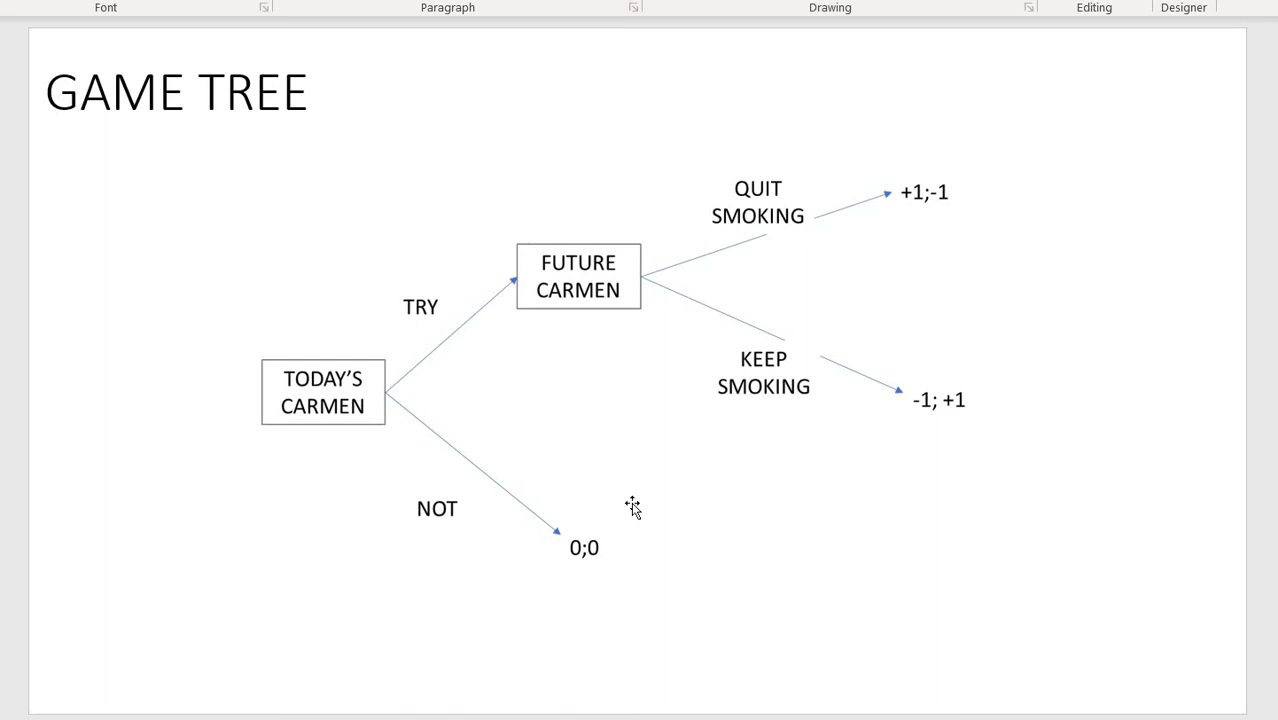 Font
Paragraph
Drawing
Editing
Designer
GAME TREE
QUIT
SMOKING
+1;-1
FUTURE
CARMEN
TRY
KEEP
SMOKING
-1; +1
TODAY'S
CARMEN
NOT
0;0